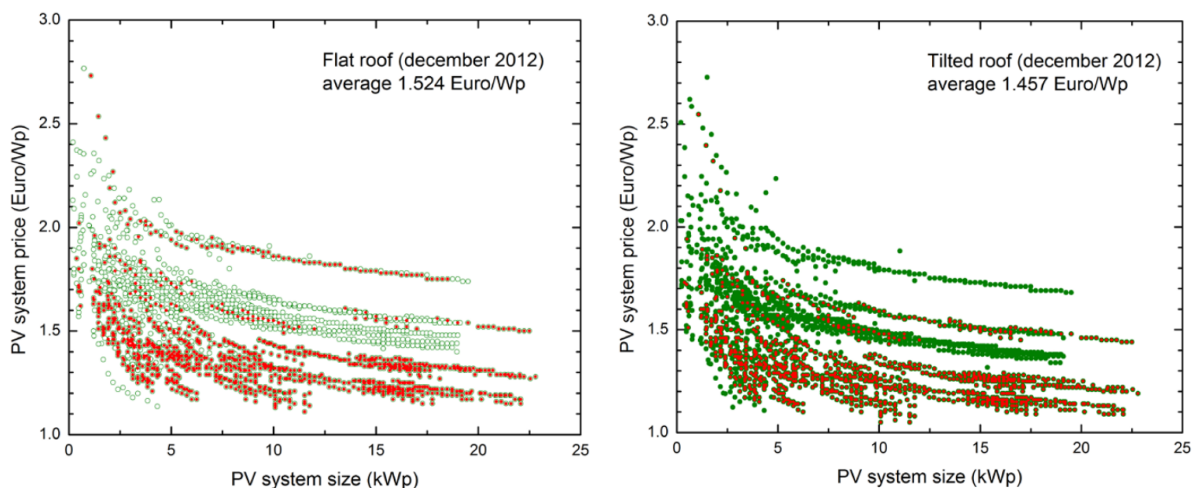 3.0
2.5
2.0
1.5
1.0
PV system price (Euro/Wp)
Flat roof (december 2012)
average 1.524 Euro/Wp
0 5 10 15 20 25
PV system size (kWp)
3.0
2.5
2.0
1.5
1.0
PV system price (Euro/Wp)
Tilted roof (december 2012)
average 1.457 Euro/Wp
0 5 10 15 20 25
PV system size (kWp)